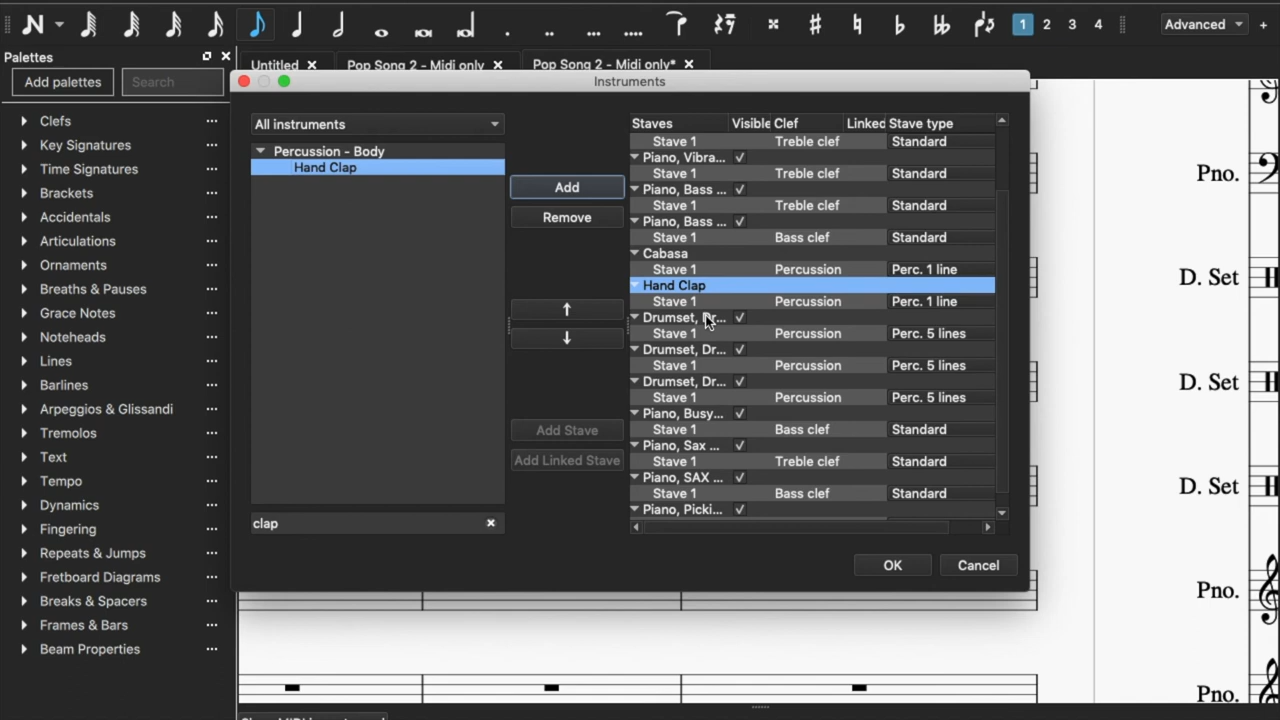 1 2 3 4 Advanced +
Palettes
Untitled Pop Song 2 - Midi only Pop Song 2 - Midi only*
Add palettes Search
Instruments
Clefs
Key Signatures
Time Signatures
Brackets
Accidentals
Articulations
Ornaments
Breaths & Pauses
Grace Notes
Noteheads
Lines
Barlines
Arpeggios & Glissandi
Tremolos
Text
Tempo
Dynamics
Fingering
Repeats & Jumps
Fretboard Diagrams
Breaks & Spacers
Frames & Bars
Beam Properties
All instruments
Percussion - Body
Hand Clap
clap
Add
Remove
Add Stave
Add Linked Stave
Staves Visible Clef Linked Stave type
Stave 1 Treble clef Standard
Piano, Vibra...
Stave 1 Treble clef Standard
Piano, Bass ...
Stave 1 Treble clef Standard
Piano, Bass ...
Stave 1 Bass clef Standard
Cabasa
Stave 1 Percussion Perc. 1 line
Hand Clap
Stave 1 Percussion Perc. 1 line
Drumset, Dr...
Stave 1 Percussion Perc. 5 lines
Drumset, Dr...
Stave 1 Percussion Perc. 5 lines
Drumset, Dr...
Stave 1 Percussion Perc. 5 lines
Piano, Busy...
Stave 1 Bass clef Standard
Piano, Sax ...
Stave 1 Treble clef Standard
Piano, SAX ...
Stave 1 Bass clef Standard
Piano, Picki...
OK Cancel
Pno.
D. Set
D. Set
D. Set
Pno.
Pno.